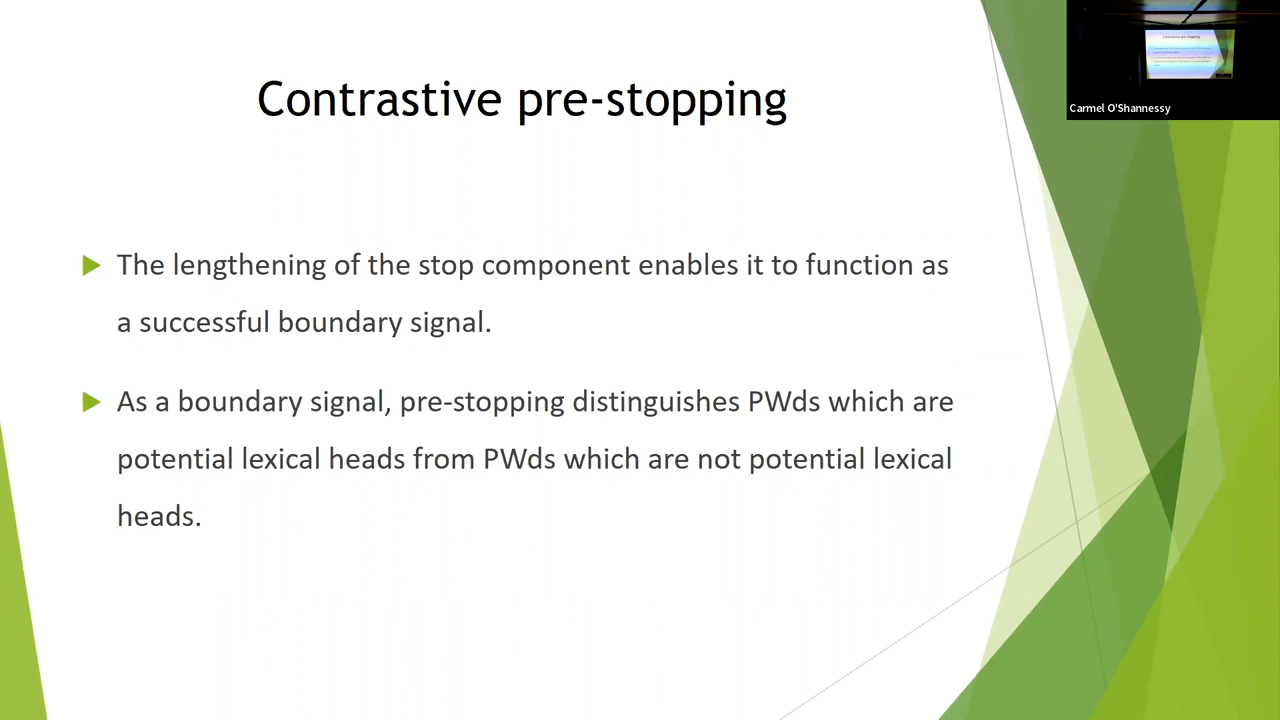 Contrastive pre-stopping
Carmel O'Shannessy
The lengthening of the stop component enables it to function as
a successful boundary signal.
As a boundary signal, pre-stopping distinguishes PWds which are
potential lexical heads from PWds which are not potential lexical
heads.